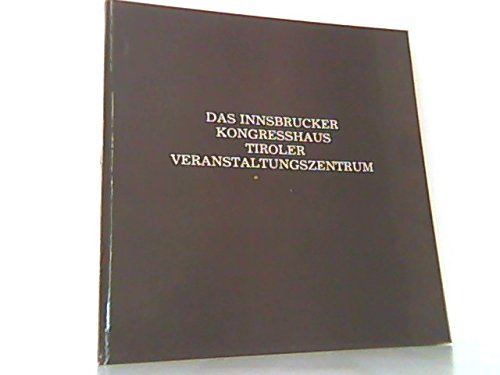 DAS INNSBRUCKER
KONGRESSHAUS
TIROLER
VERANSTALTUNGSZENTRUM